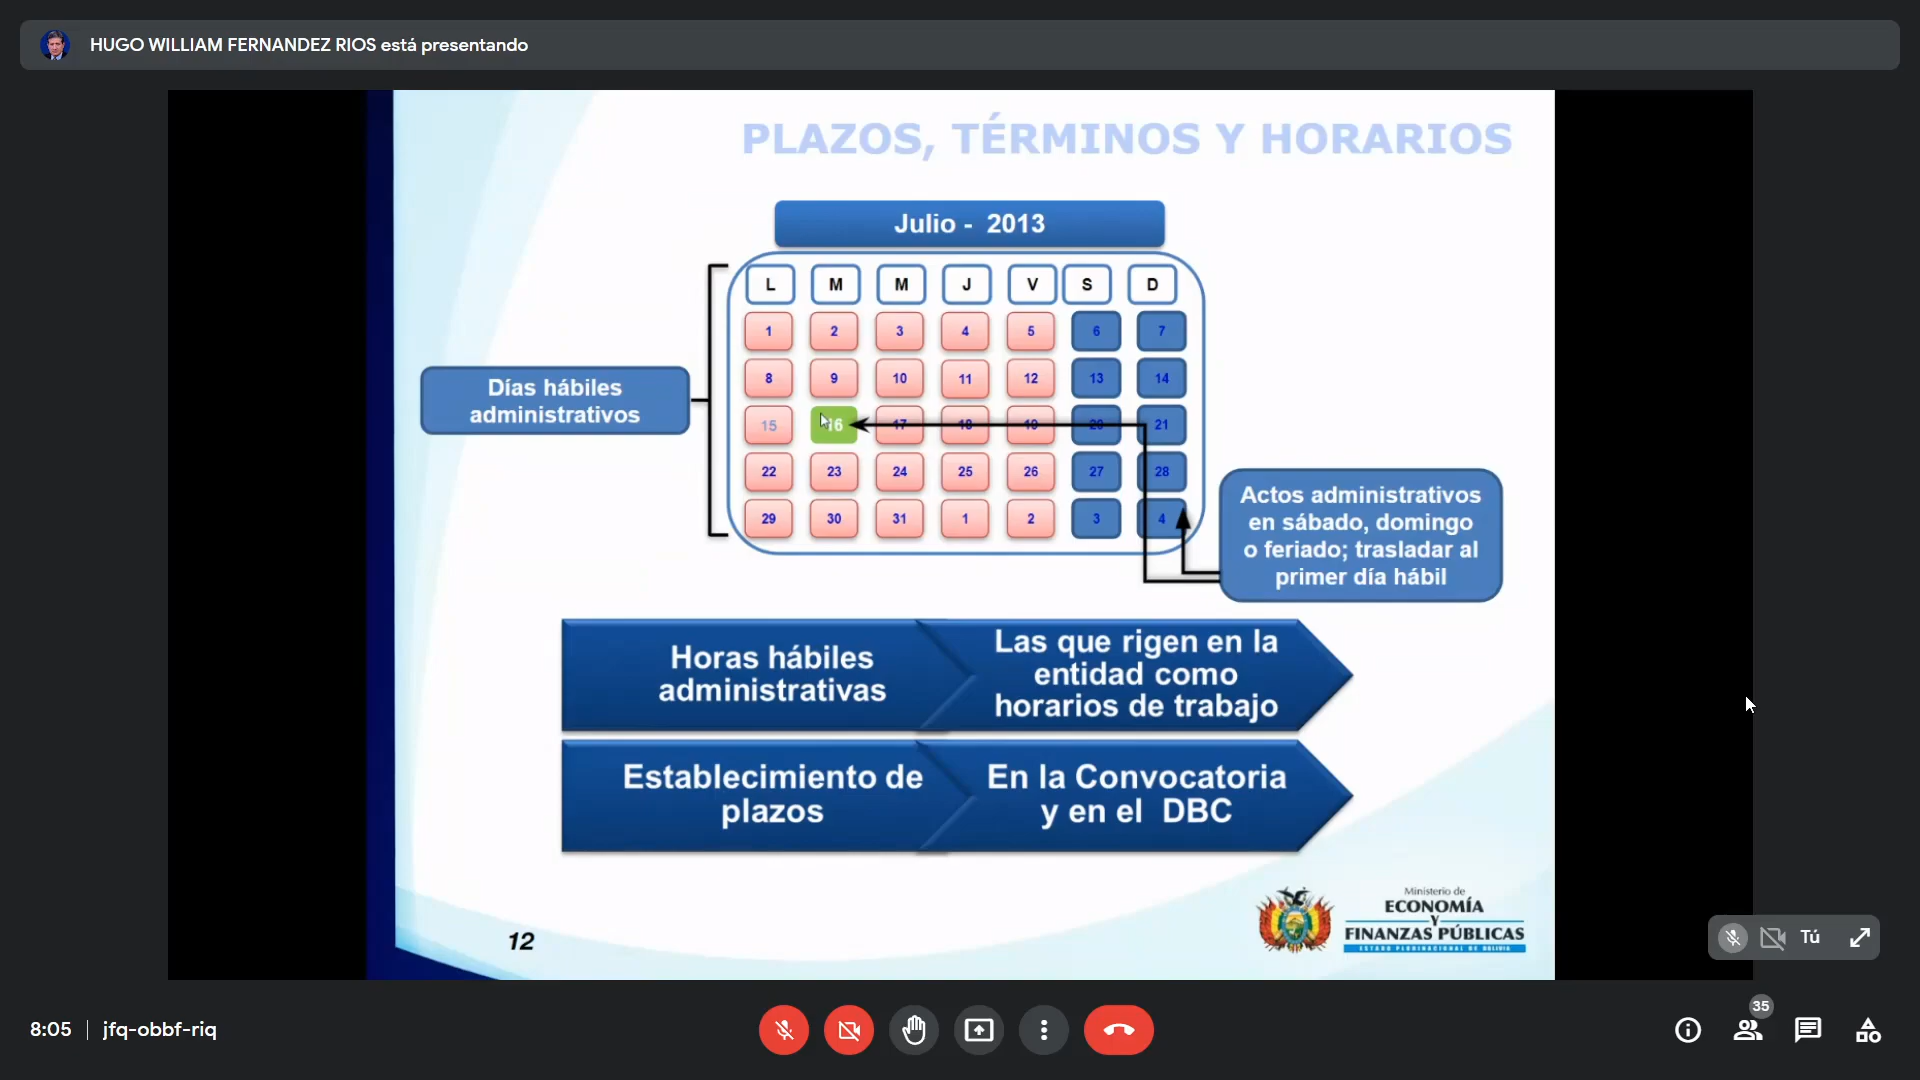 HUGO WILLIAM FERNANDEZ RIOS está presentando
PLAZOS, TÉRMINOS Y HORARIOS
Julio - 2013
L M M J V S D
1 2 3 4 5 6 7
8 9 10 11 12 13 14
15 16 17 18 19 20 21
22 23 24 25 26 27 28
29 30 31 1 2 3 4
Días hábiles
administrativos
Actos administrativos
en sábado, domingo
o feriado; trasladar al
primer día hábil
Horas hábiles
administrativas
Las que rigen en la
entidad como
horarios de trabajo
Establecimiento de
plazos
En la Convocatoria
y en el DBC
Ministerio de
ECONOMÍA
Y
FINANZAS PÚBLICAS
ESTADO PLURINACIONAL DE BOLIVIA
12
Tú
8:05 jfq-obbf-riq
35